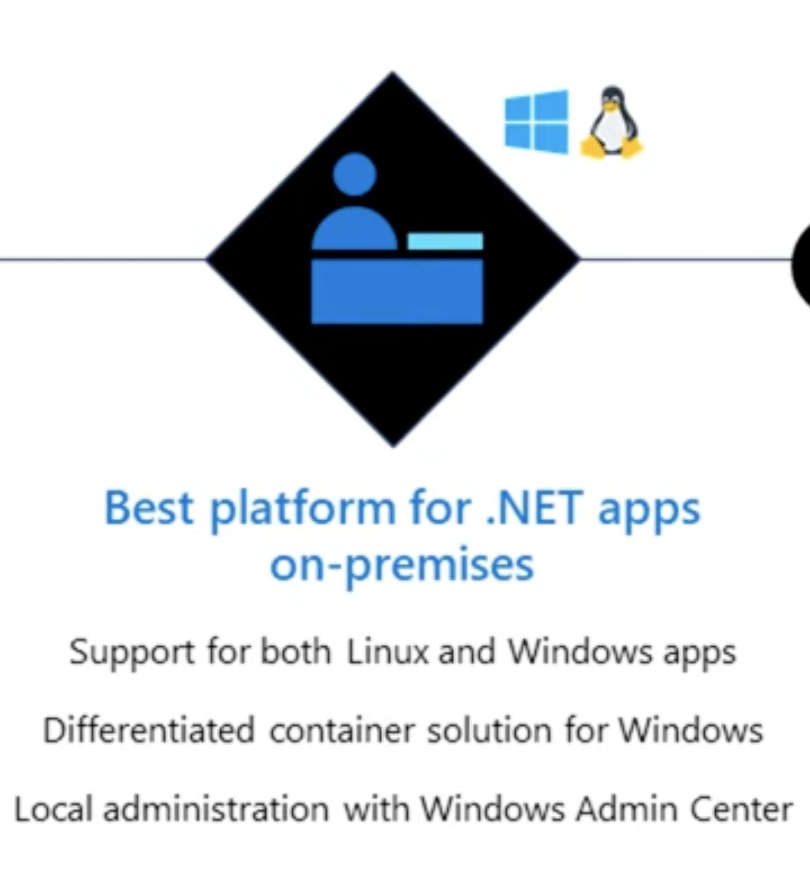 Best platform for .NET apps
on-premises
Support for both Linux and Windows apps
Differentiated container solution for Windows
Local administration with Windows Admin Center